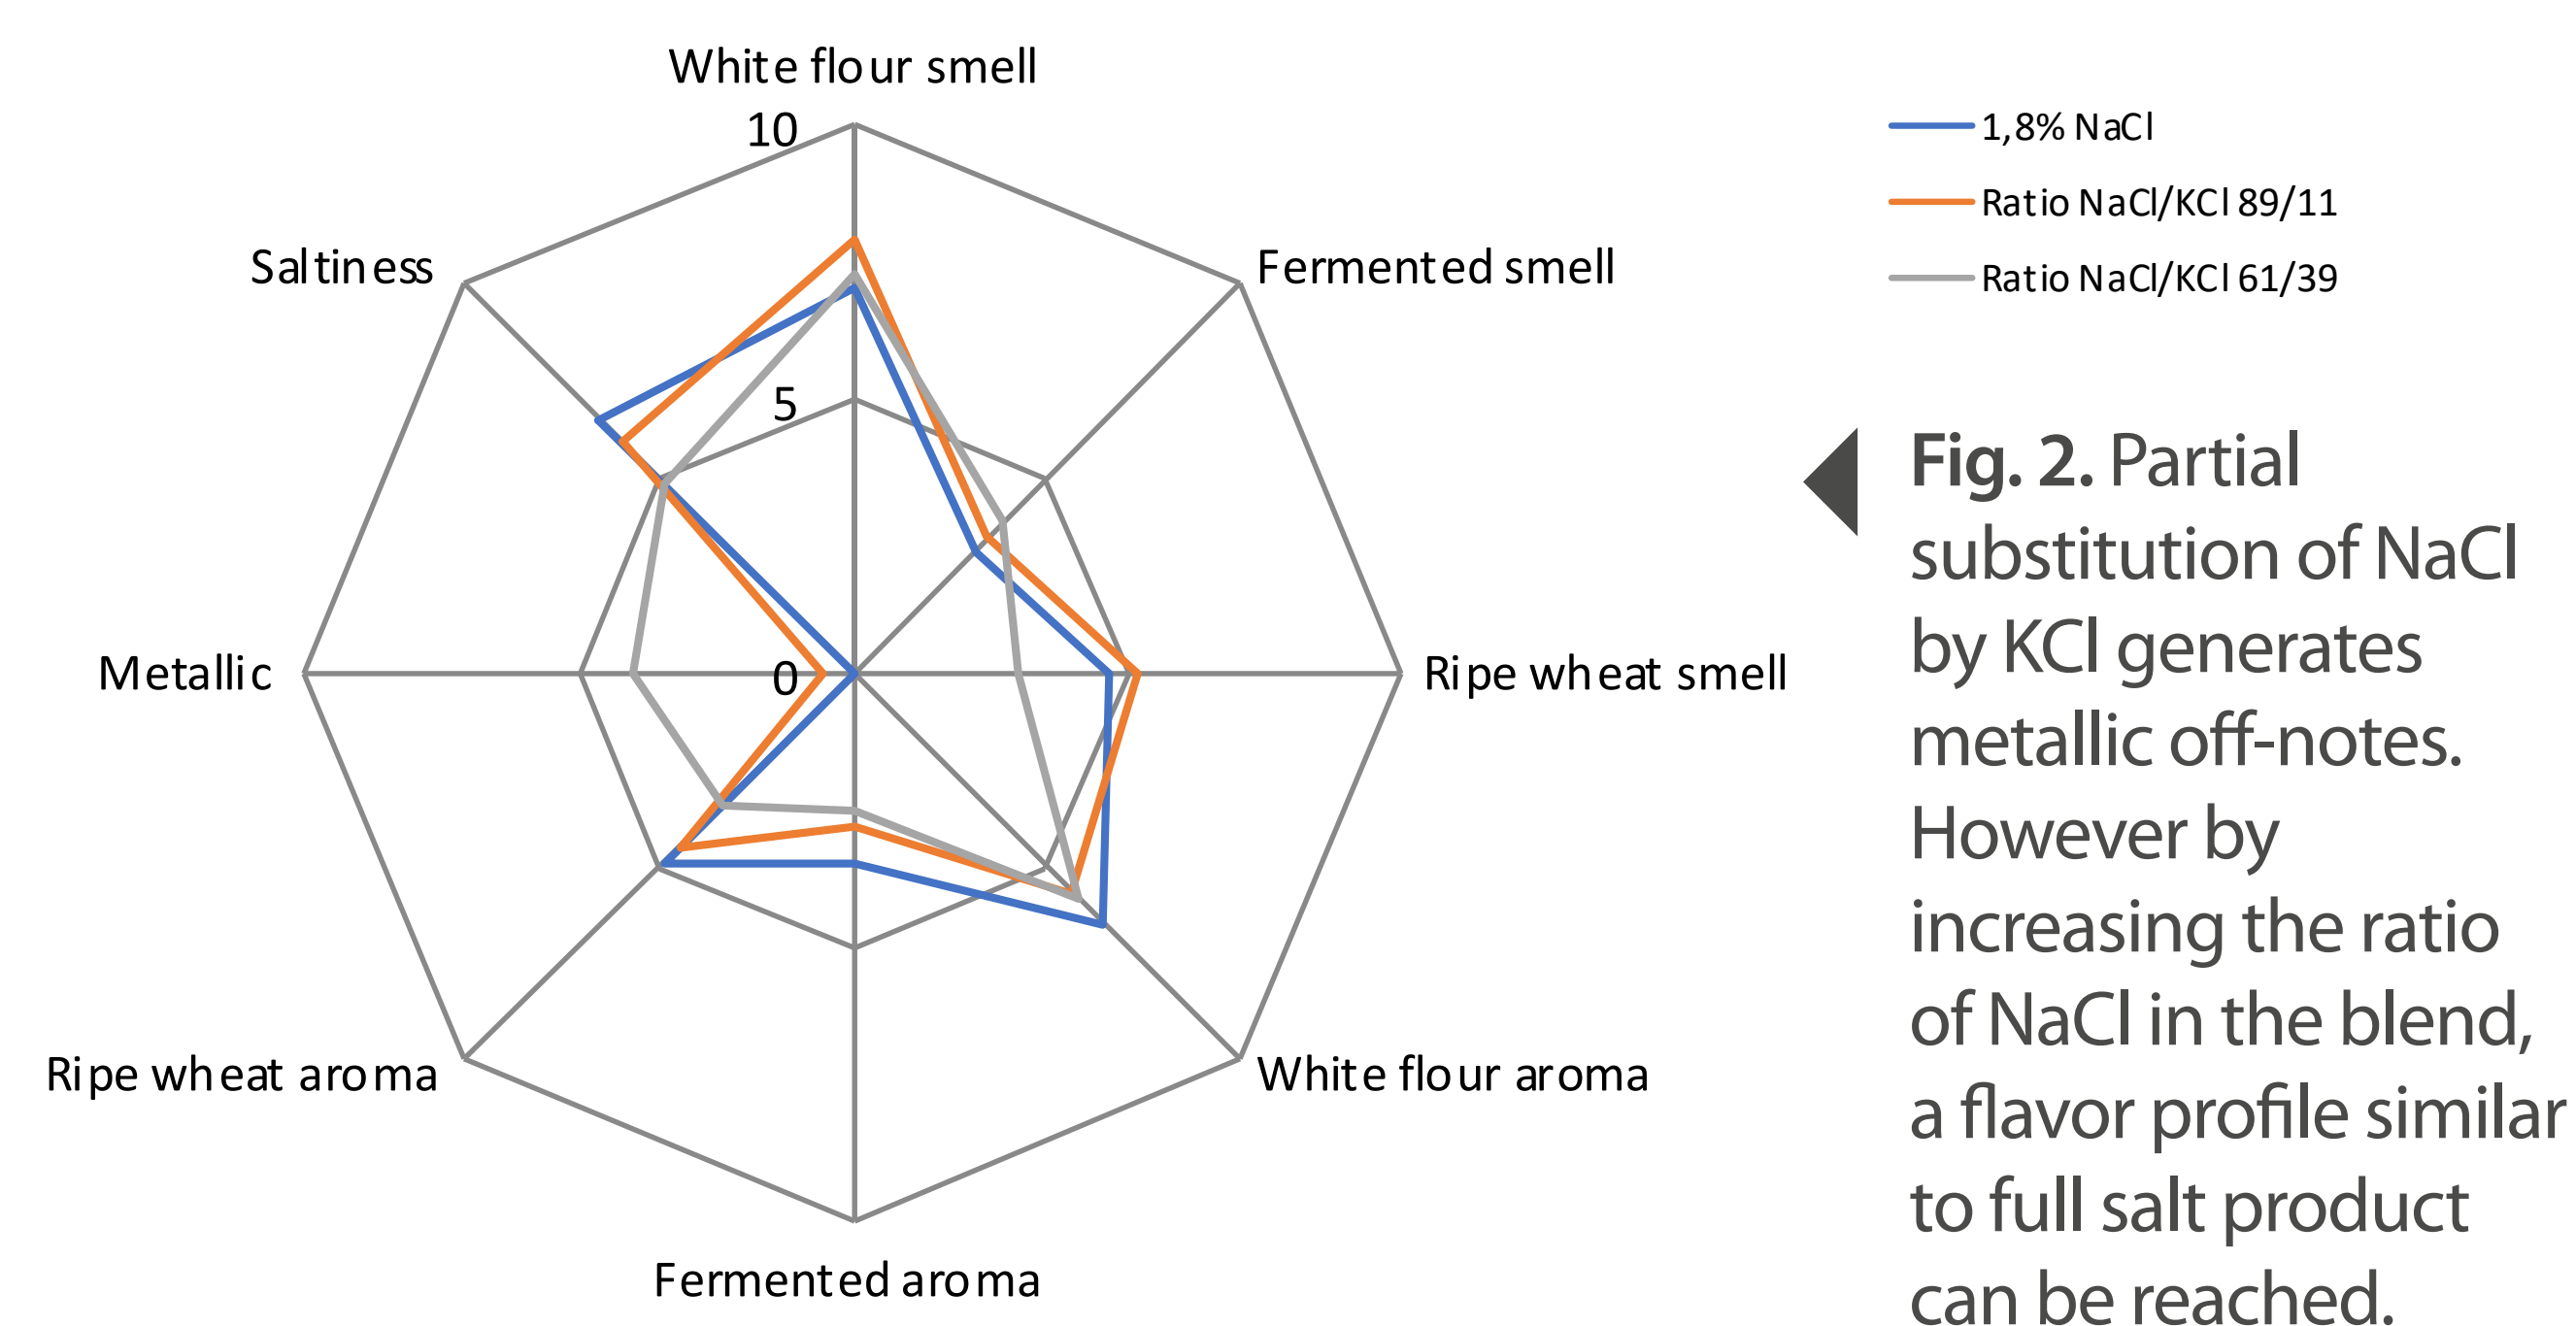 White flour smell
10
Saltiness
Fermented smell
5
Metallic
0
Ripe wheat smell
Ripe wheat aroma
White flour aroma
Fermented aroma
1,8% NaCl
Ratio NaCl/KCl 89/11
Ratio NaCl/KCl 61/39
Fig. 2. Partial
substitution of NaCl
by KCl generates
metallic off-notes.
However by
increasing the ratio
of NaCl in the blend,
a flavor profile similar
to full salt product
can be reached.